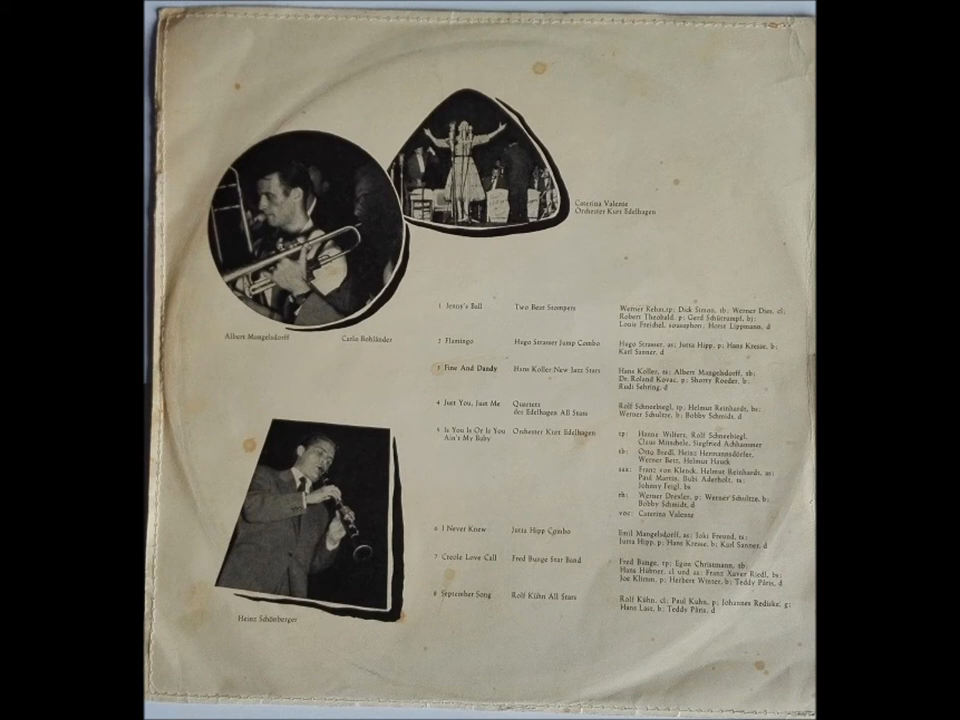 Caterina Valente
Orchester Kurt Edelhagen
Albert Mangelsdorff Carlo Bohländer
1 Jenny's Ball Two Beat Stompers Werner Rehm, tp; Dick Simon, tb; Werner Dies, cl;
Robert Theobald, p; Gerd Schütrumpf, bj;
Louis Freichel, sousaphon, Horst Lippmann, d
2 Flamingo Hugo Strasser Jump Combo Hugo Strasser, as; Jutta Hipp, p; Hans Kresse, b;
Karl Sanner, d
3 Fine And Dandy Hans Koller New Jazz Stars Hans Koller, ts; Albert Mangelsdorff, tb;
Dr. Roland Kovac, p; Shorty Roeder, b;
Rudi Sehring, d
4 Just You, Just Me Quartett Rolf Schneebiegl, tp; Helmut Reinhardt, bs;
der Edelhagen All Stars Werner Schultze, b; Bobby Schmidt, d
5 Is You Is Or Is You Orchester Kurt Edelhagen tp: Hanne Wilfert, Rolf Schneebiegl,
Ain's My Baby Claus Mitschele, Siegfried Achhammer
tb: Otto Bredl, Heinz Hermannsdörfer,
Werner Betz, Helmut Hauck
sax: Franz von Klenck, Helmut Reinhardt, as;
Paul Martin, Bubi Aderholt, ts;
Johnny Feigl, bs
rh: Werner Drexler, p; Werner Schultze, b;
Bobby Schmidt, d
voc: Caterina Valente
6 I Never Knew Jutta Hipp Combo Emil Mangelsdorff, as; Joki Freund, ts;
Jutta Hipp, p; Hans Kresse, b; Karl Sanner, d
7 Creole Love Call Fred Bunge Star Band Fred Bunge, tp; Egon Christmann, tb;
Hans Hübner, cl und as; Franz Xaver Riedl, bs;
Joe Klimm, p; Herbert Winter, b; Teddy Päris, d
8 September Song Rolf Kühn All Stars Rolf Kühn, cl; Paul Kuhn, p; Johannes Rediske, g;
Hans Last, b; Teddy Päris, d
Heinz Schönberger